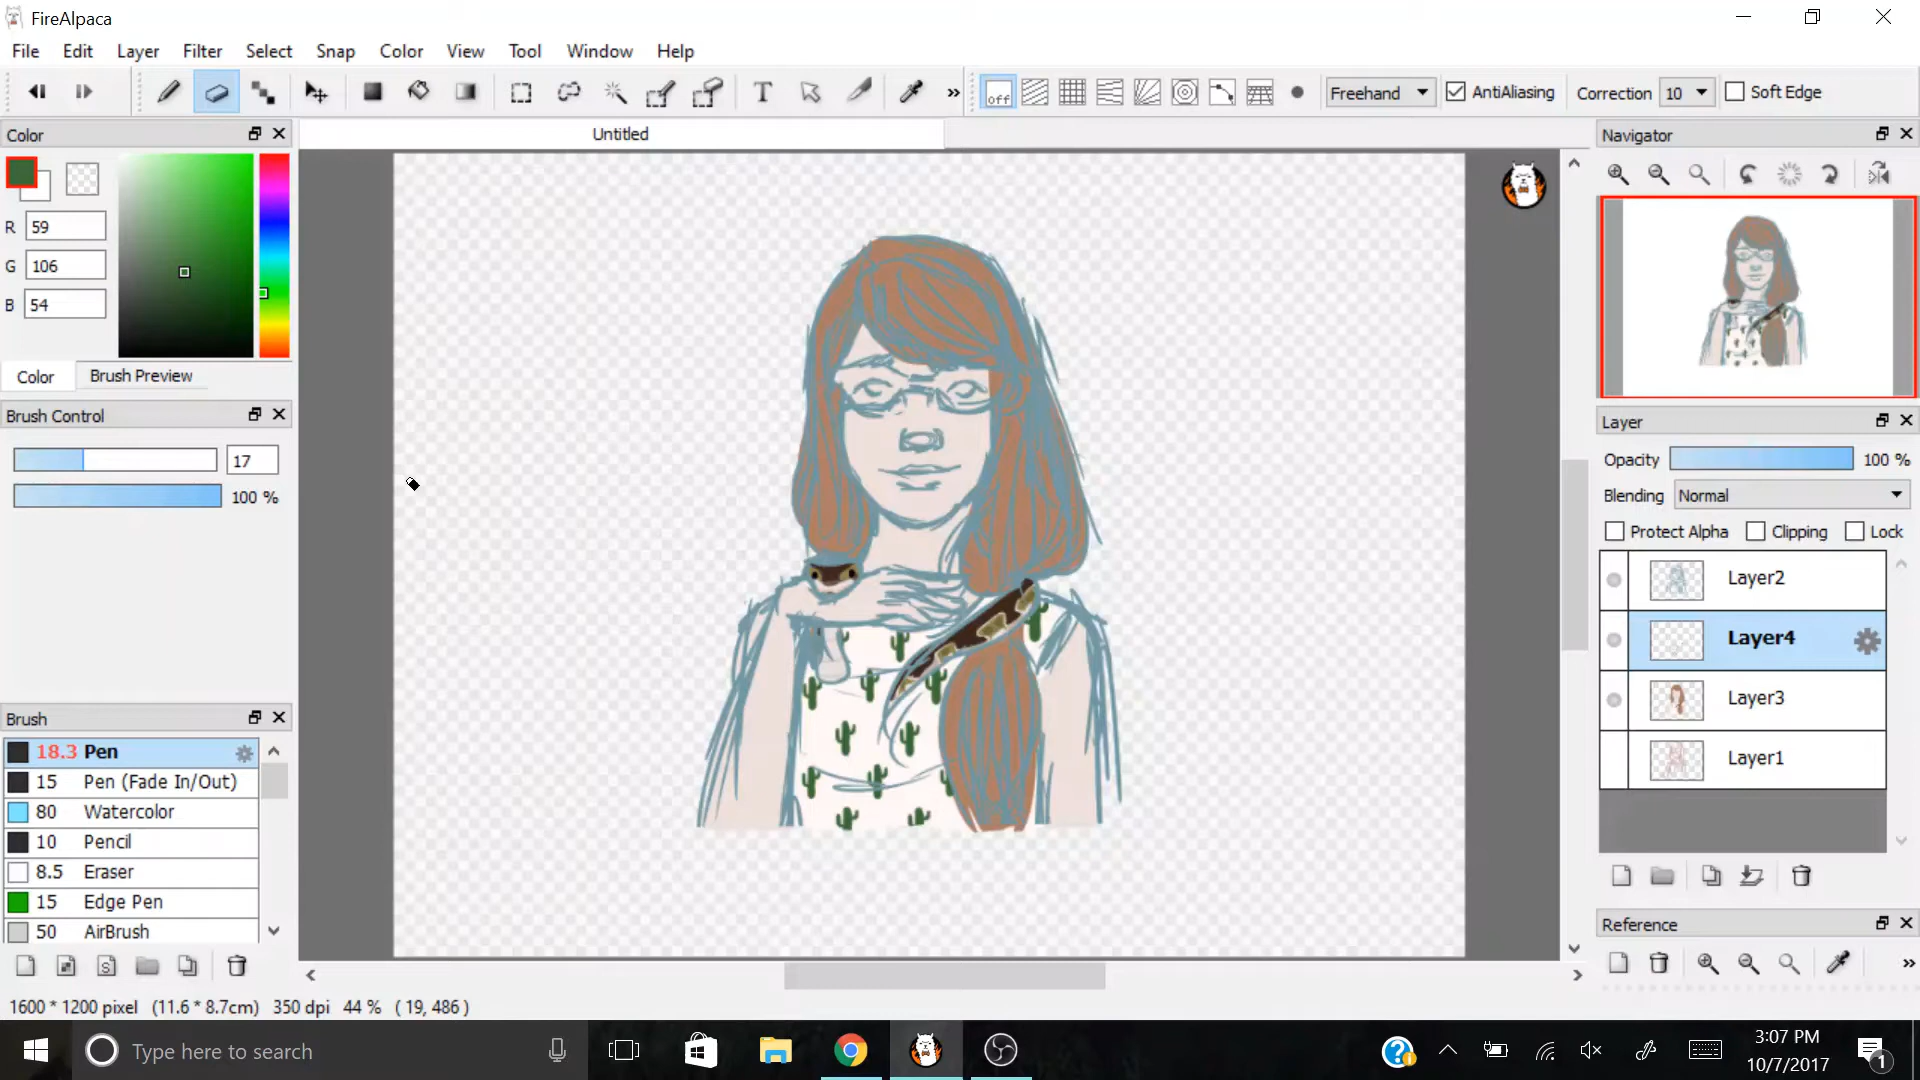 FireAlpaca
File Edit Layer Filter Select Snap Color View Tool Window Help
T » off Freehand AntiAliasing Correction 10 Soft Edge
Color
Untitled
Navigator
R 59
G 106
B 54
Color Brush Preview
Brush Control
17
100 %
Layer
Opacity 100 %
Blending Normal
Protect Alpha Clipping Lock
Layer2
Layer4
Layer3
Layer1
Brush
18.3 Pen
15 Pen (Fade In/Out)
80 Watercolor
10 Pencil
8.5 Eraser
15 Edge Pen
50 AirBrush
Reference
»
1600 * 1200 pixel (11.6 * 8.7cm) 350 dpi 44 % ( 19, 486 )
Type here to search
3:07 PM
10/7/2017
1